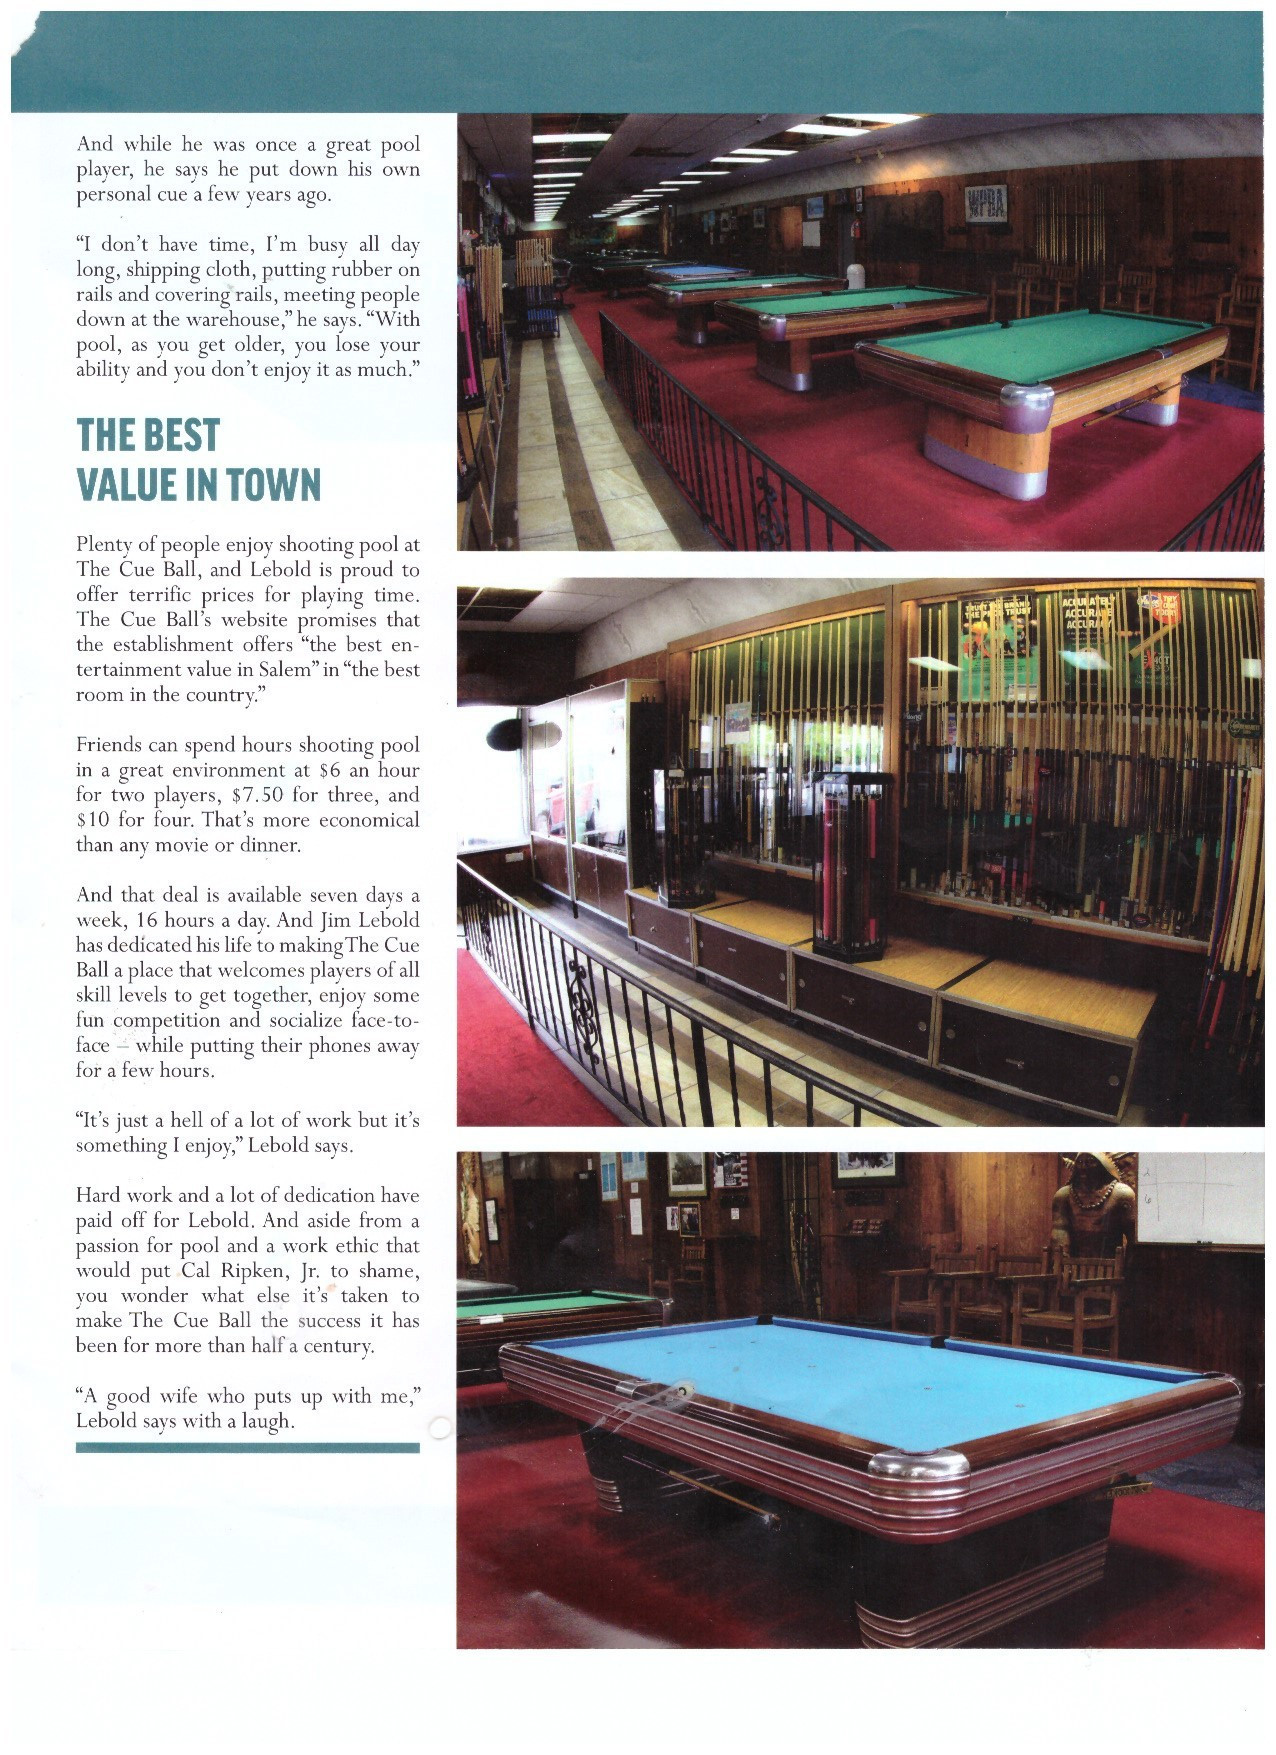 And while he was once a great pool
player, he says he put down his own
personal cue a few years ago.
“I don’t have time, I’m busy all day
long, shipping cloth, putting rubber on
rails and covering rails, meeting people
down at the warehouse,” he says. “With
pool, as you get older, you lose your
ability and you don’t enjoy it as much.”
THE BEST
VALUE IN TOWN
Plenty of people enjoy shooting pool at
The Cue Ball, and Lebold is proud to
offer terrific prices for playing time.
The Cue Ball’s website promises that
the establishment offers “the best en-
tertainment value in Salem” in “the best
room in the country.”
Friends can spend hours shooting pool
in a great environment at $6 an hour
for two players, $7.50 for three, and
$10 for four. That’s more economical
than any movie or dinner.
And that deal is available seven days a
week, 16 hours a day. And Jim Lebold
has dedicated his life to making The Cue
Ball a place that welcomes players of all
skill levels to get together, enjoy some
fun competition and socialize face-to-
face – while putting their phones away
for a few hours.
“It’s just a hell of a lot of work but it’s
something I enjoy,” Lebold says.
Hard work and a lot of dedication have
paid off for Lebold. And aside from a
passion for pool and a work ethic that
would put Cal Ripken, Jr. to shame,
you wonder what else it’s taken to
make The Cue Ball the success it has
been for more than half a century.
“A good wife who puts up with me,”
Lebold says with a laugh.
WPBA
TRUST THE BRAND
THE PROS TRUST
ACCURATELY
ACCURATE
ACCURACY
TRY
ONE
TODAY